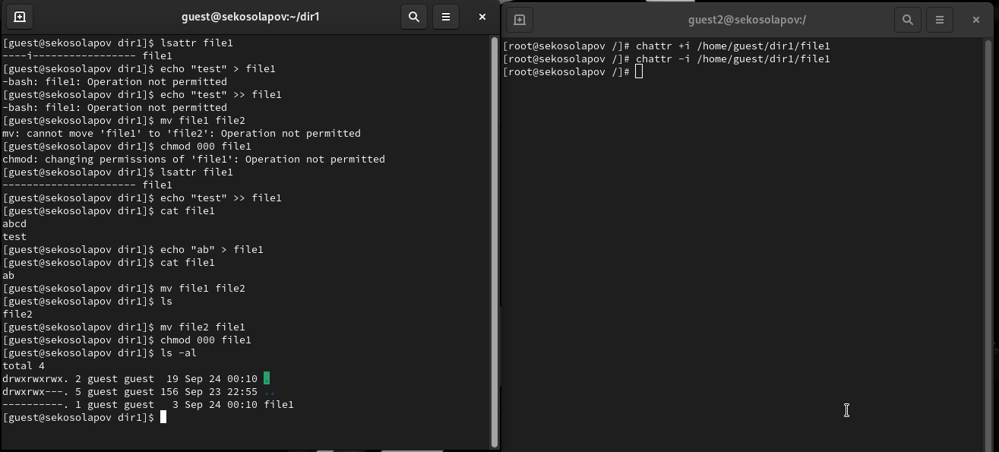 guest@sekosolapov:~/dir1
[guest@sekosolapov dir1]$ lsattr file1
----i----------------- file1
[guest@sekosolapov dir1]$ echo "test" > file1
-bash: file1: Operation not permitted
[guest@sekosolapov dir1]$ echo "test" >> file1
-bash: file1: Operation not permitted
[guest@sekosolapov dir1]$ mv file1 file2
mv: cannot move 'file1' to 'file2': Operation not permitted
[guest@sekosolapov dir1]$ chmod 000 file1
chmod: changing permissions of 'file1': Operation not permitted
[guest@sekosolapov dir1]$ lsattr file1
---------------------- file1
[guest@sekosolapov dir1]$ echo "test" >> file1
[guest@sekosolapov dir1]$ cat file1
abcd
test
[guest@sekosolapov dir1]$ echo "ab" > file1
[guest@sekosolapov dir1]$ cat file1
ab
[guest@sekosolapov dir1]$ mv file1 file2
[guest@sekosolapov dir1]$ ls
file2
[guest@sekosolapov dir1]$ mv file2 file1
[guest@sekosolapov dir1]$ chmod 000 file1
[guest@sekosolapov dir1]$ ls -al
total 4
drwxrwxrwx. 2 guest guest  19 Sep 24 00:10 .
drwxrwx---. 5 guest guest 156 Sep 23 22:55 ..
----------. 1 guest guest   3 Sep 24 00:10 file1
[guest@sekosolapov dir1]$
guest2@sekosolapov:/
[root@sekosolapov /]# chattr +i /home/guest/dir1/file1
[root@sekosolapov /]# chattr -i /home/guest/dir1/file1
[root@sekosolapov /]#